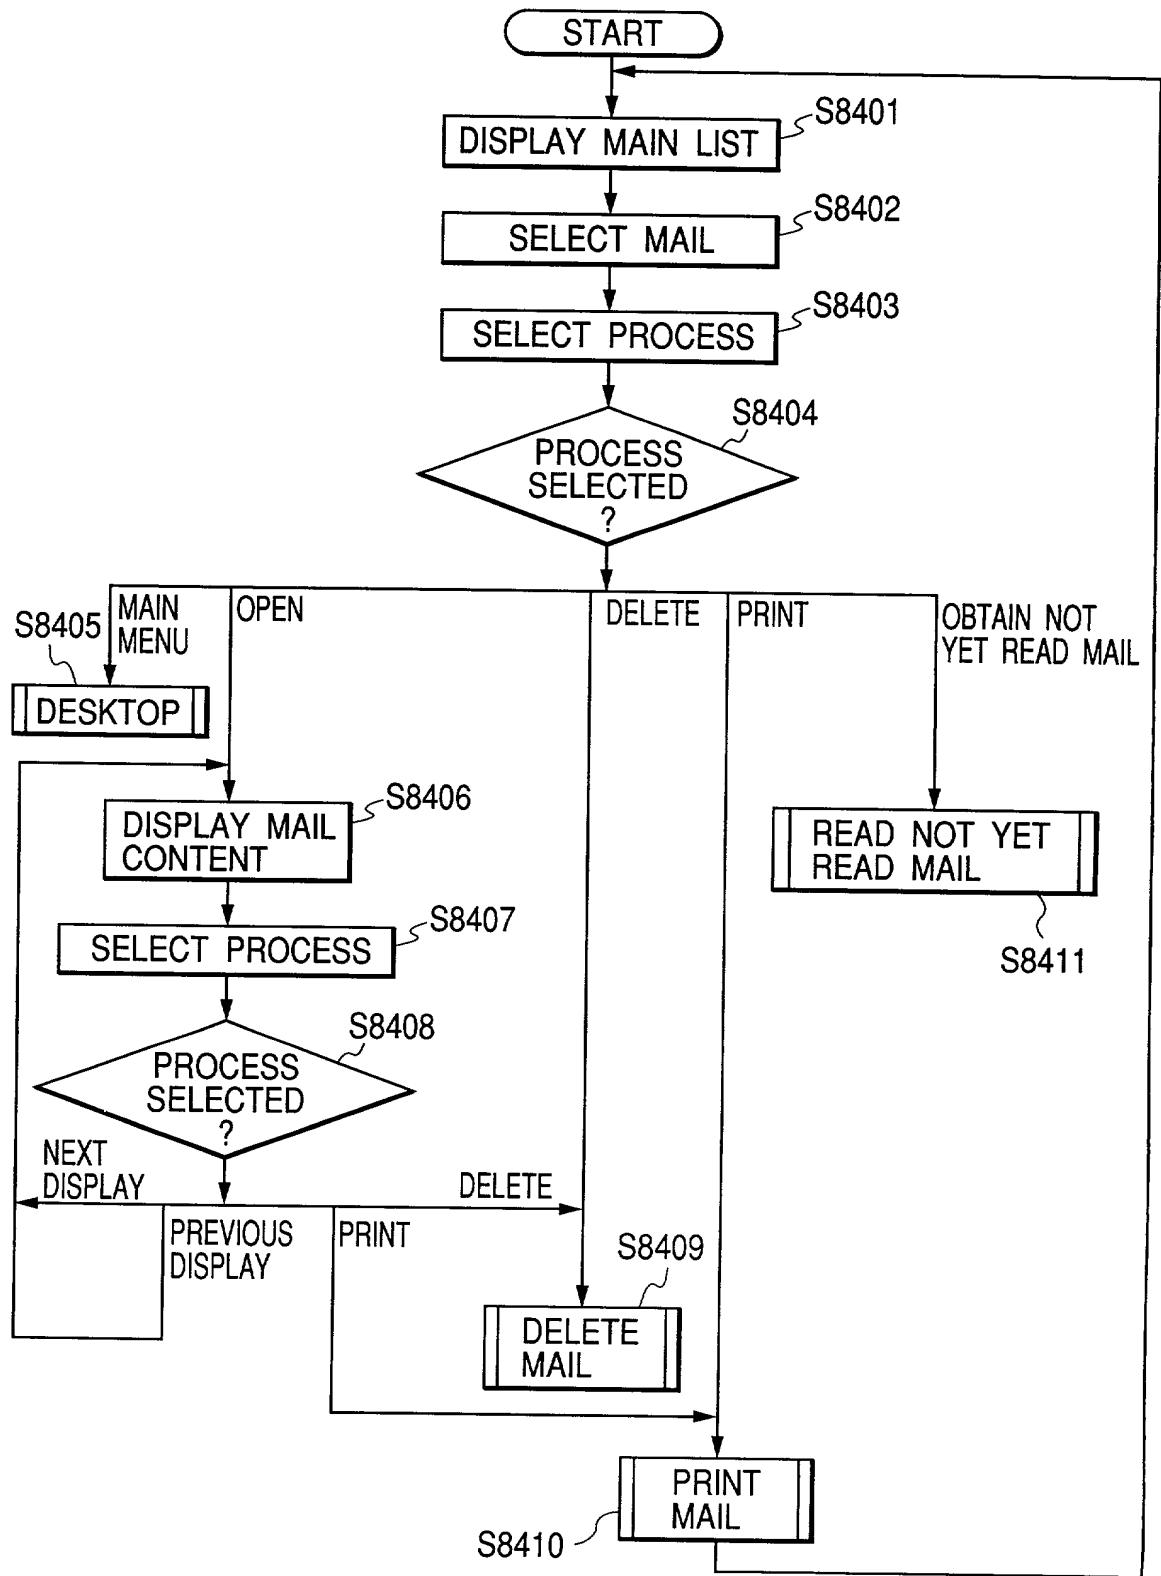 START
S8401
DISPLAY MAIN LIST
S8402
SELECT MAIL
S8403
SELECT PROCESS
S8404
PROCESS
SELECTED
?
MAIN
MENU
OPEN
DELETE
PRINT
OBTAIN NOT
YET READ MAIL
S8405
DESKTOP
S8406
DISPLAY MAIL
CONTENT
READ NOT YET
READ MAIL
S8407
SELECT PROCESS
S8411
S8408
PROCESS
SELECTED
?
NEXT
DISPLAY
DELETE
PREVIOUS
DISPLAY
PRINT
S8409
DELETE
MAIL
PRINT
MAIL
S8410